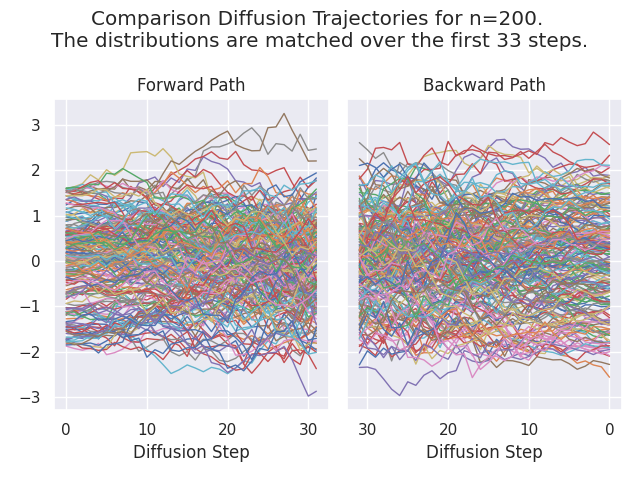 Comparison Diffusion Trajectories for n=200.
The distributions are matched over the first 33 steps.
Forward Path
Backward Path
3
2
1
0
−1
−2
−3
0 10 20 30
30 20 10 0
Diffusion Step
Diffusion Step